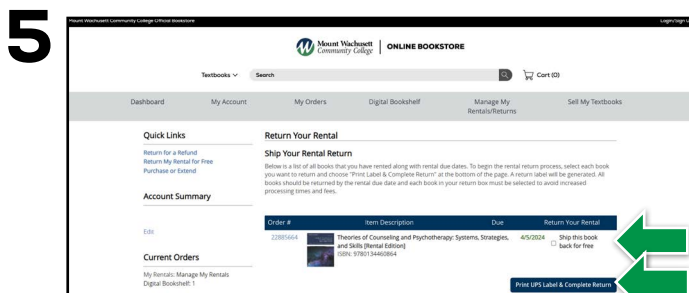 5
Mount Wachusett Community College Official Bookstore
Login/Sign U
Mount Wachusett
Community College
ONLINE BOOKSTORE
Textbooks
Search
Cart (0)
Dashboard
My Account
My Orders
Digital Bookshelf
Manage My
Rentals/Returns
Sell My Textbooks
Quick Links
Return for a Refund
Return My Rental for Free
Purchase or Extend
Account Summary
Edit
Current Orders
My Rentals: Manage My Rentals
Digital Bookshelf: 1
Return Your Rental
Ship Your Rental Return
Below is a list of all books that you have rented along with rental due dates. To begin the rental return process, select each book
you want to return and choose "Print Label & Complete Return" at the bottom of the page. A return label will be generated. All
books should be returned by the rental due date and each book in your return box must be selected to avoid increased
processing times and fees.
Order # Item Description Due Return Your Rental
22885664 Theories of Counseling and Psychotherapy: Systems, Strategies, 4/5/2024 Ship this book
and Skills [Rental Edition] back for free
ISBN: 9780134460864
Print UPS Label & Complete Return